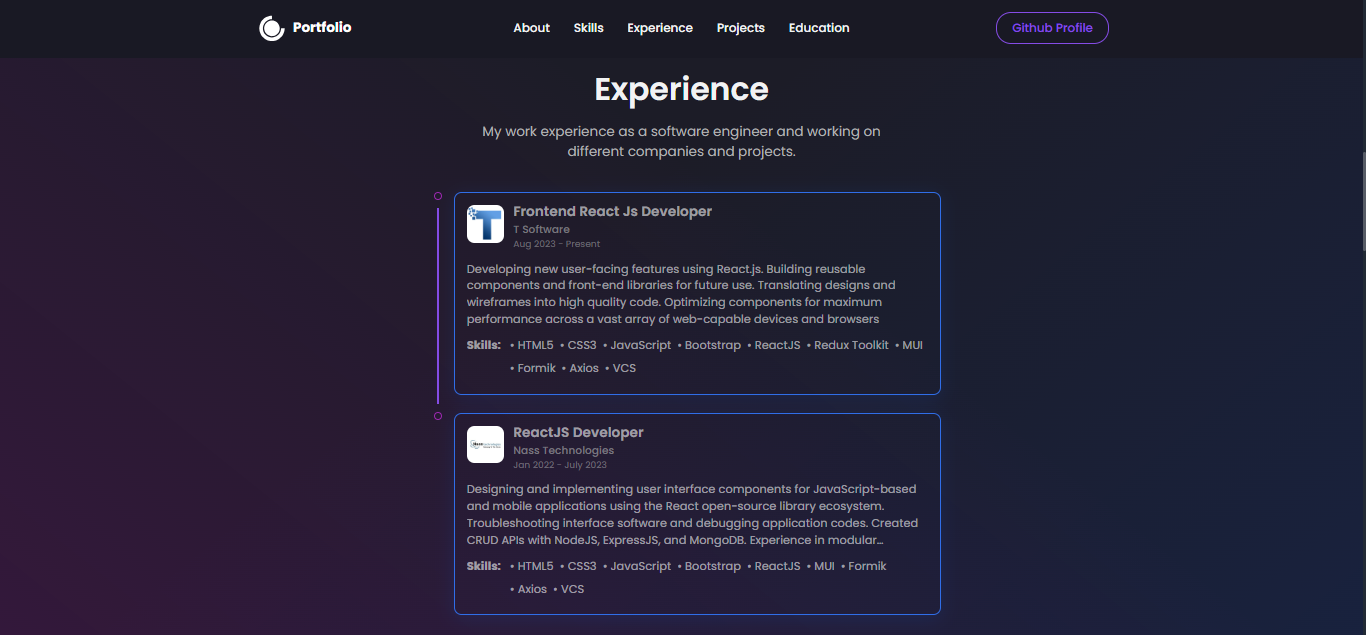 Portfolio
About Skills Experience Projects Education
Github Profile
Experience
My work experience as a software engineer and working on
different companies and projects.
T
Frontend React Js Developer
T Software
Aug 2023 - Present
Developing new user-facing features using React.js. Building reusable
components and front-end libraries for future use. Translating designs and
wireframes into high quality code. Optimizing components for maximum
performance across a vast array of web-capable devices and browsers
Skills: • HTML5 • CSS3 • JavaScript • Bootstrap • ReactJS • Redux Toolkit • MUI
• Formik • Axios • VCS
ReactJS Developer
Nass Technologies
Jan 2022 - July 2023
Designing and implementing user interface components for JavaScript-based
and mobile applications using the React open-source library ecosystem.
Troubleshooting interface software and debugging application codes. Created
CRUD APIs with NodeJS, ExpressJS, and MongoDB. Experience in modular...
Skills: • HTML5 • CSS3 • JavaScript • Bootstrap • ReactJS • MUI • Formik
• Axios • VCS